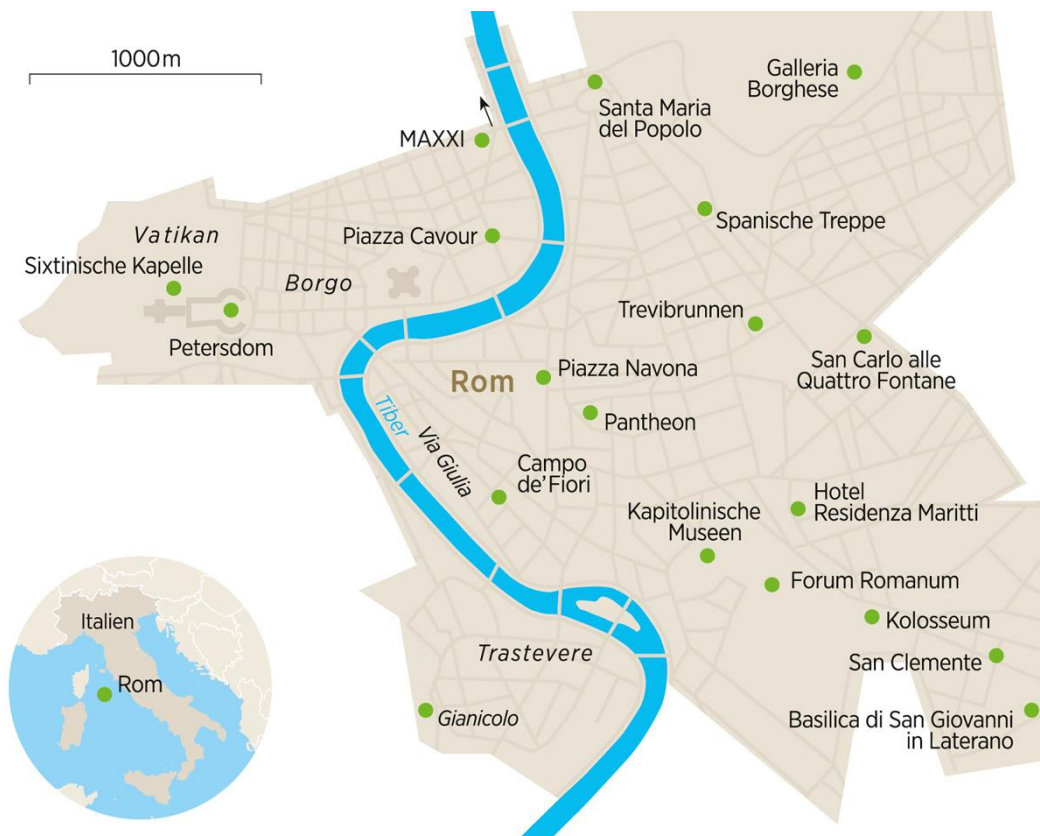 1000 m
Galleria
Borghese
Santa Maria
del Popolo
MAXXI
Spanische Treppe
Vatikan
Piazza Cavour
Sixtinische Kapelle
Borgo
Trevibrunnen
Petersdom
San Carlo alle
Quattro Fontane
Rom
Piazza Navona
Tiber
Pantheon
Via Giulia
Campo
de'Fiori
Hotel
Residenza Maritti
Kapitolinische
Museen
Forum Romanum
Kolosseum
Italien
Trastevere
San Clemente
Rom
Gianicolo
Basilica di San Giovanni
in Laterano